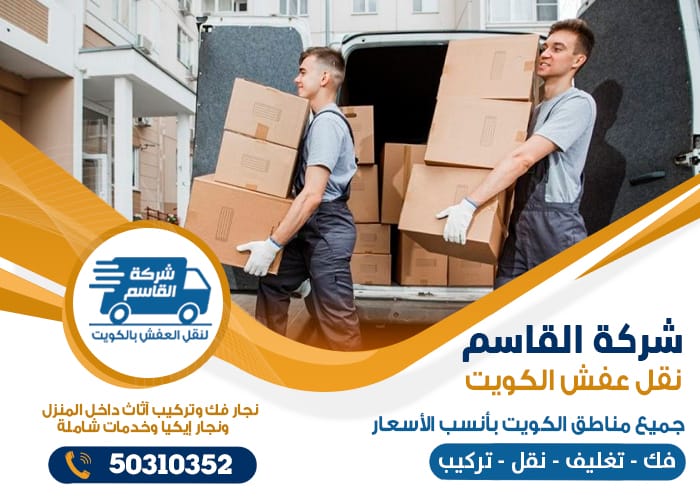 شركة القاسم
نقل عفش الكويت
جميع مناطق الكويت بأنسب الأسعار
فك - تغليف - نقل - تركيب
شركة
القاسم
لنقل العفش بالكويت
نجار فك وتركيب أثاث داخل المنزل
ونجار إيكيا وخدمات شاملة
50310352